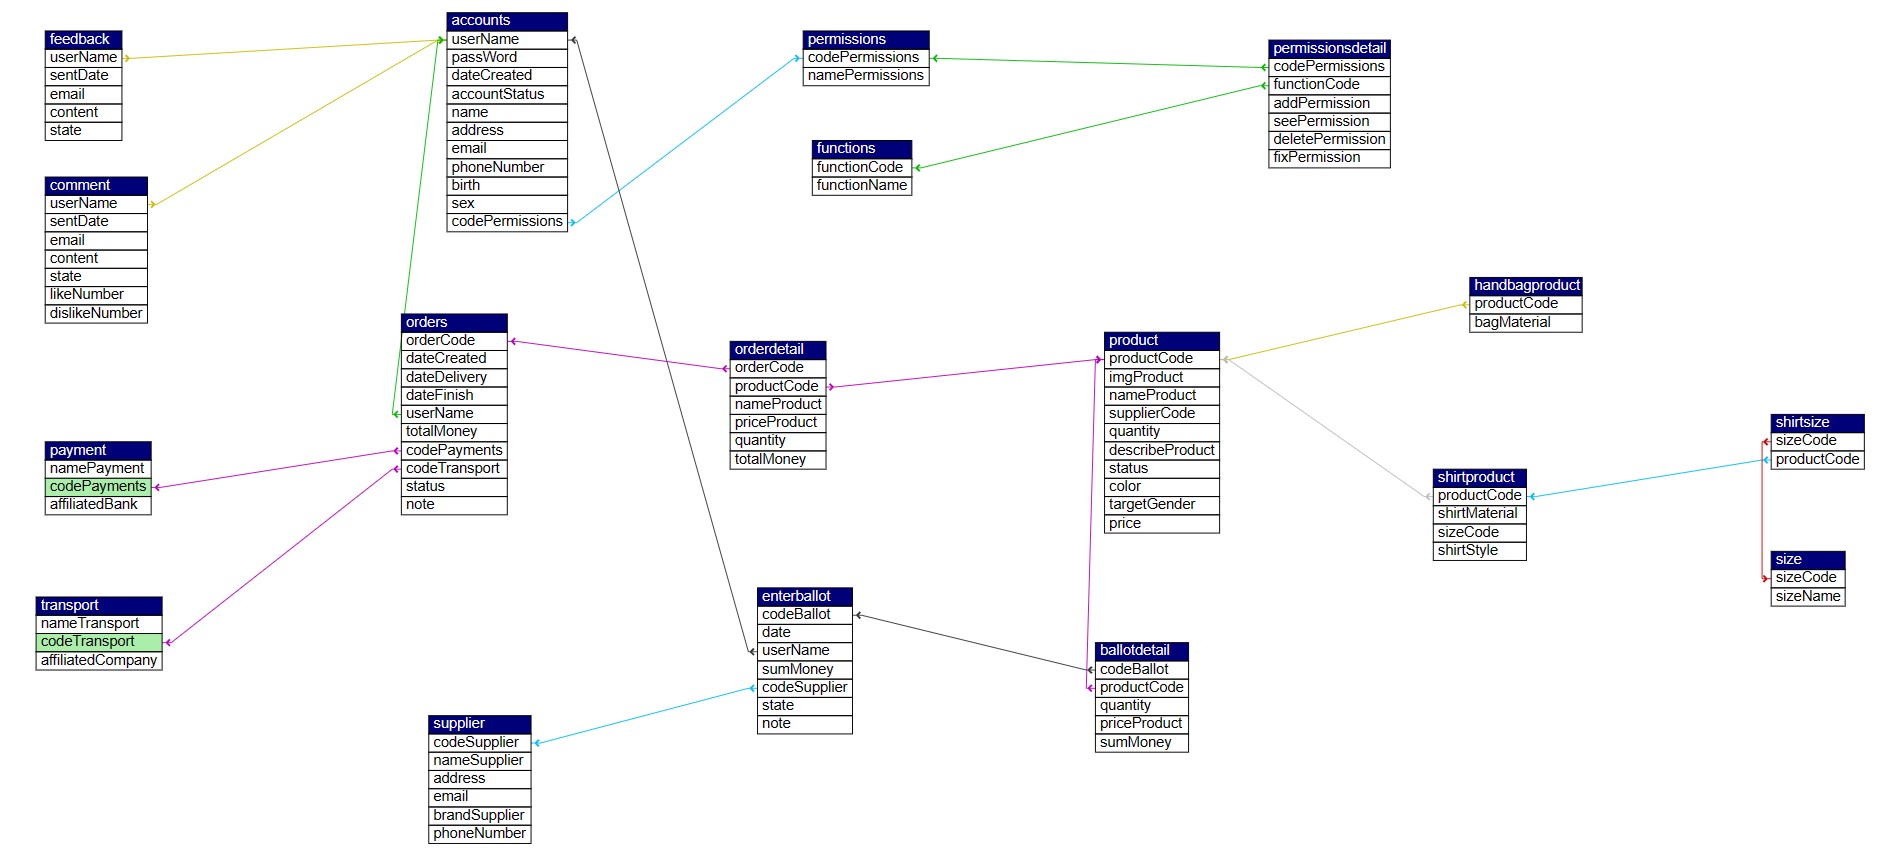 feedback
userName
sentDate
email
content
state
accounts
userName
passWord
dateCreated
accountStatus
name
address
email
phoneNumber
birth
sex
codePermissions
permissions
codePermissions
namePermissions
permissionsdetail
codePermissions
functionCode
addPermission
seePermission
deletePermission
fixPermission
functions
functionCode
functionName
comment
userName
sentDate
email
content
state
likeNumber
dislikeNumber
orders
orderCode
dateCreated
dateDelivery
dateFinish
userName
totalMoney
codePayments
codeTransport
status
note
orderdetail
orderCode
productCode
nameProduct
priceProduct
quantity
totalMoney
product
productCode
imgProduct
nameProduct
supplierCode
quantity
describeProduct
status
color
targetGender
price
handbagproduct
productCode
bagMaterial
shirtproduct
productCode
shirtMaterial
sizeCode
shirtStyle
shirtsize
sizeCode
productCode
size
sizeCode
sizeName
payment
namePayment
codePayments
affiliatedBank
transport
nameTransport
codeTransport
affiliatedCompany
supplier
codeSupplier
nameSupplier
address
email
brandSupplier
phoneNumber
enterballot
codeBallot
date
userName
sumMoney
codeSupplier
state
note
ballotdetail
codeBallot
productCode
quantity
priceProduct
sumMoney